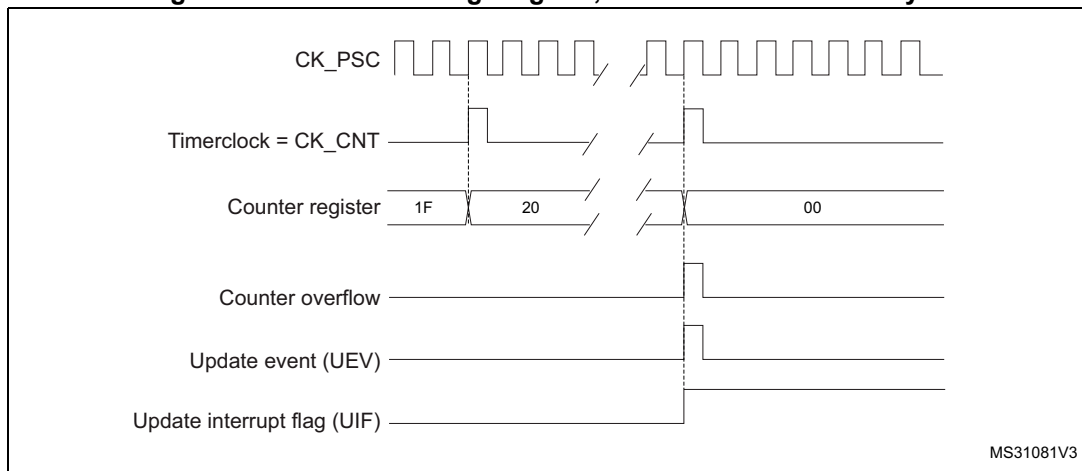 CK_PSC
Timerclock = CK_CNT
Counter register
1F
20
00
Counter overflow
Update event (UEV)
Update interrupt flag (UIF)
MS31081V3